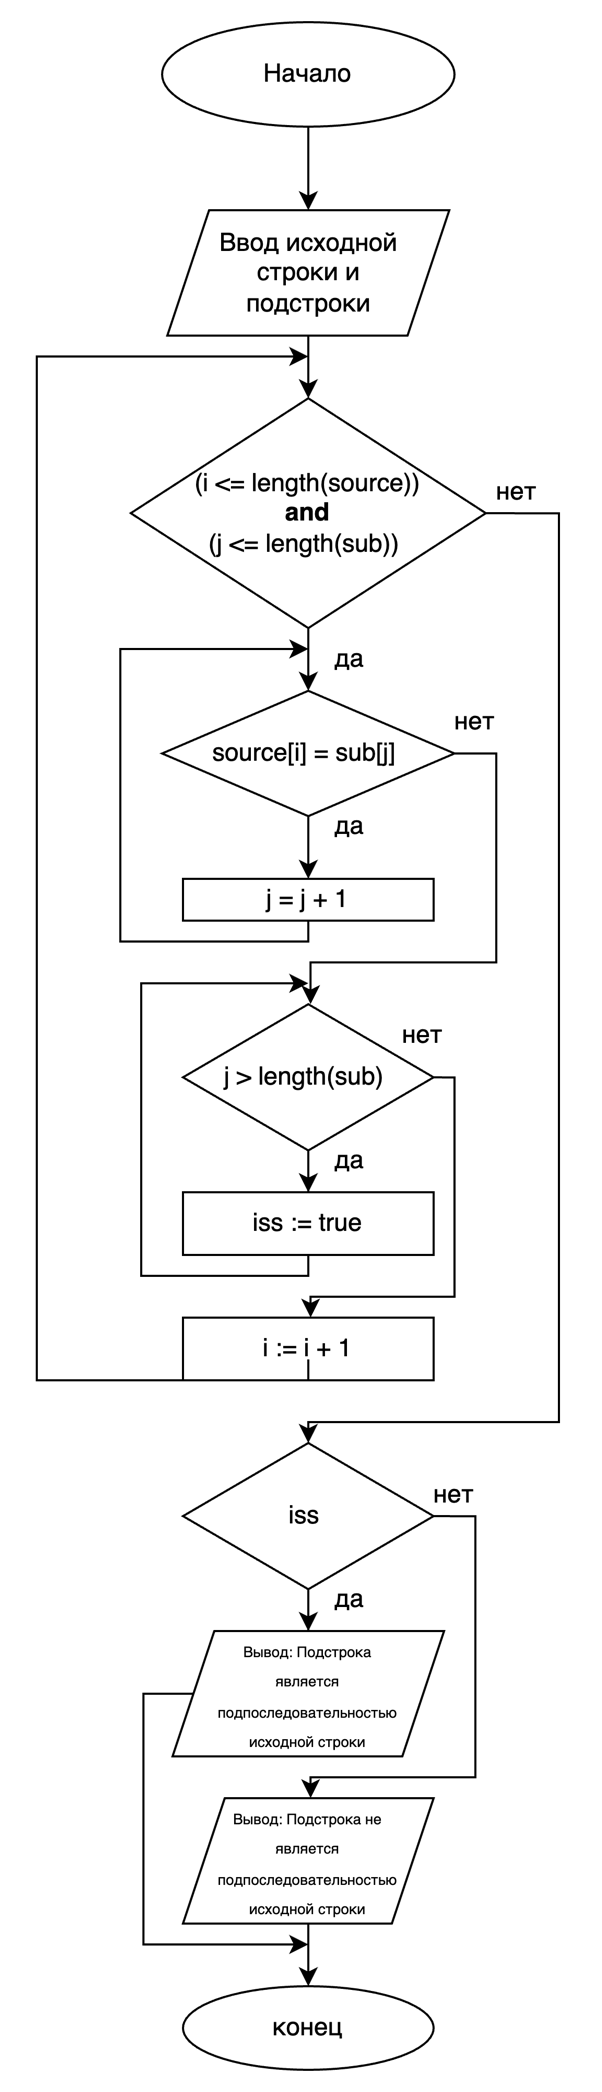 Начало
Ввод исходной
строки и
подстроки
(i <= length(source))
and
(j <= length(sub))
нет
да
нет
source[i] = sub[j]
да
j = j + 1
нет
j > length(sub)
да
iss := true
i := i + 1
нет
iss
да
Вывод: Подстрока
является
подпоследовательностью
исходной строки
Вывод: Подстрока не
является
подпоследовательностью
исходной строки
конец